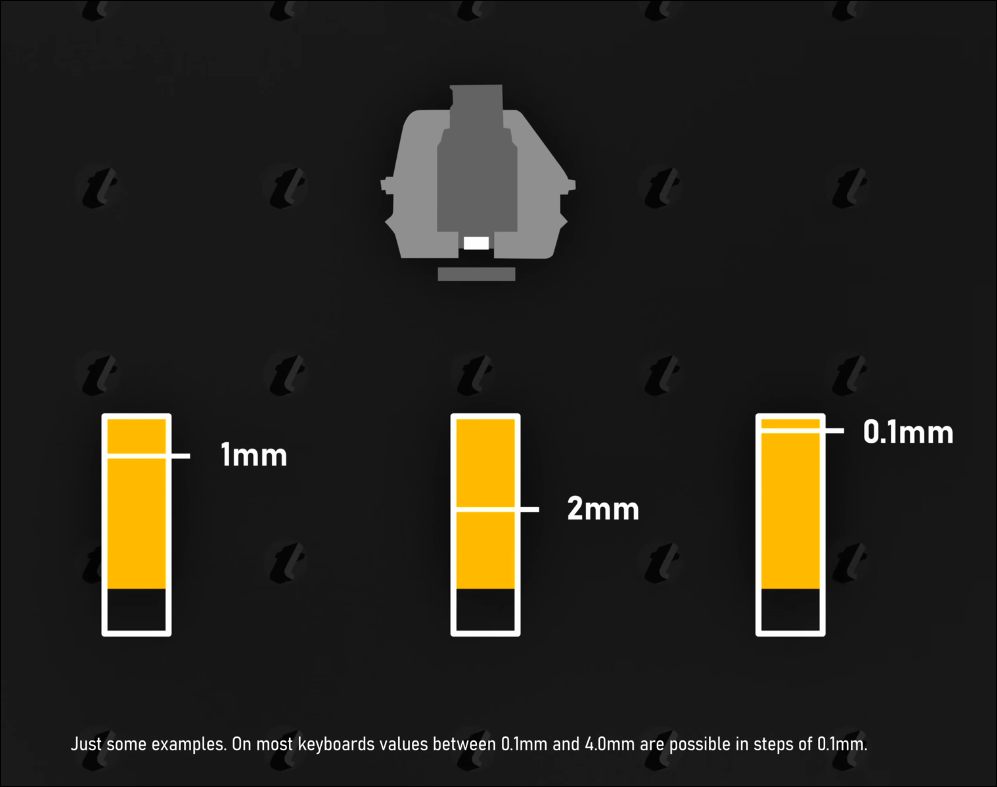 1mm
2mm
0.1mm
Just some examples. On most keyboards values between 0.1mm and 4.0mm are possible in steps of 0.1mm.